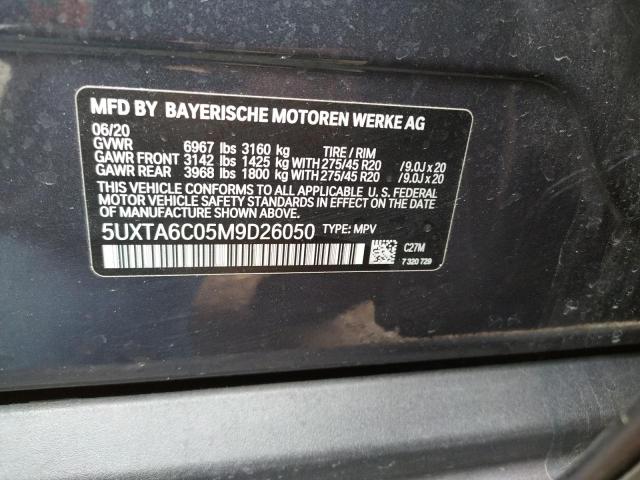 MFD BY BAYERISCHE MOTOREN WERKE AG
06/20
GVWR 6967 lbs 3160 kg TIRE / RIM
GAWR FRONT 3142 lbs 1425 kg WITH 275/45 R20 / 9.0J x 20
GAWR REAR 3968 lbs 1800 kg WITH 275/45 R20 / 9.0J x 20
THIS VEHICLE CONFORMS TO ALL APPLICABLE U. S. FEDERAL
MOTOR VEHICLE SAFETY STANDARDS IN EFFECT ON THE DATE
OF MANUFACTURE SHOWN ABOVE.
5UXTA6C05M9D26050 TYPE: MPV
C27M
7 320 729